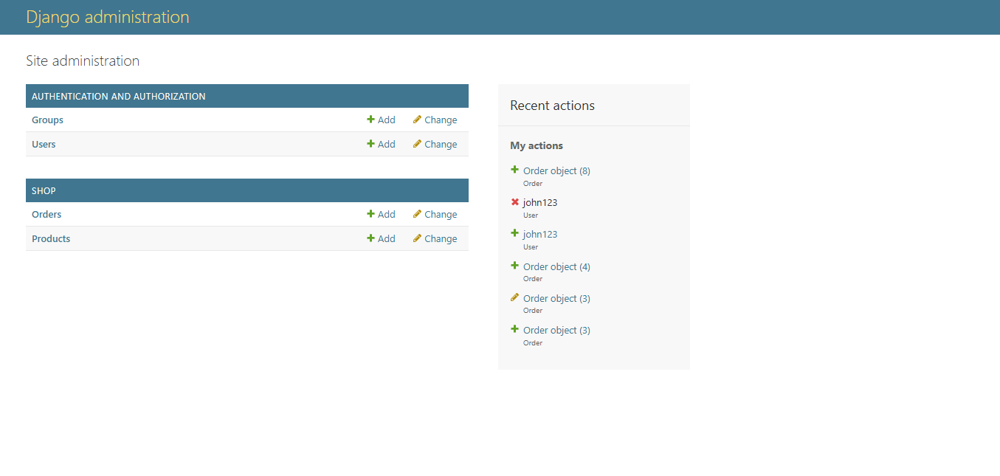 Django administration
Site administration
AUTHENTICATION AND AUTHORIZATION
Groups Add Change
Users Add Change
SHOP
Orders Add Change
Products Add Change
Recent actions
My actions
Order object (8)
Order
john123
User
john123
User
Order object (4)
Order
Order object (3)
Order
Order object (3)
Order